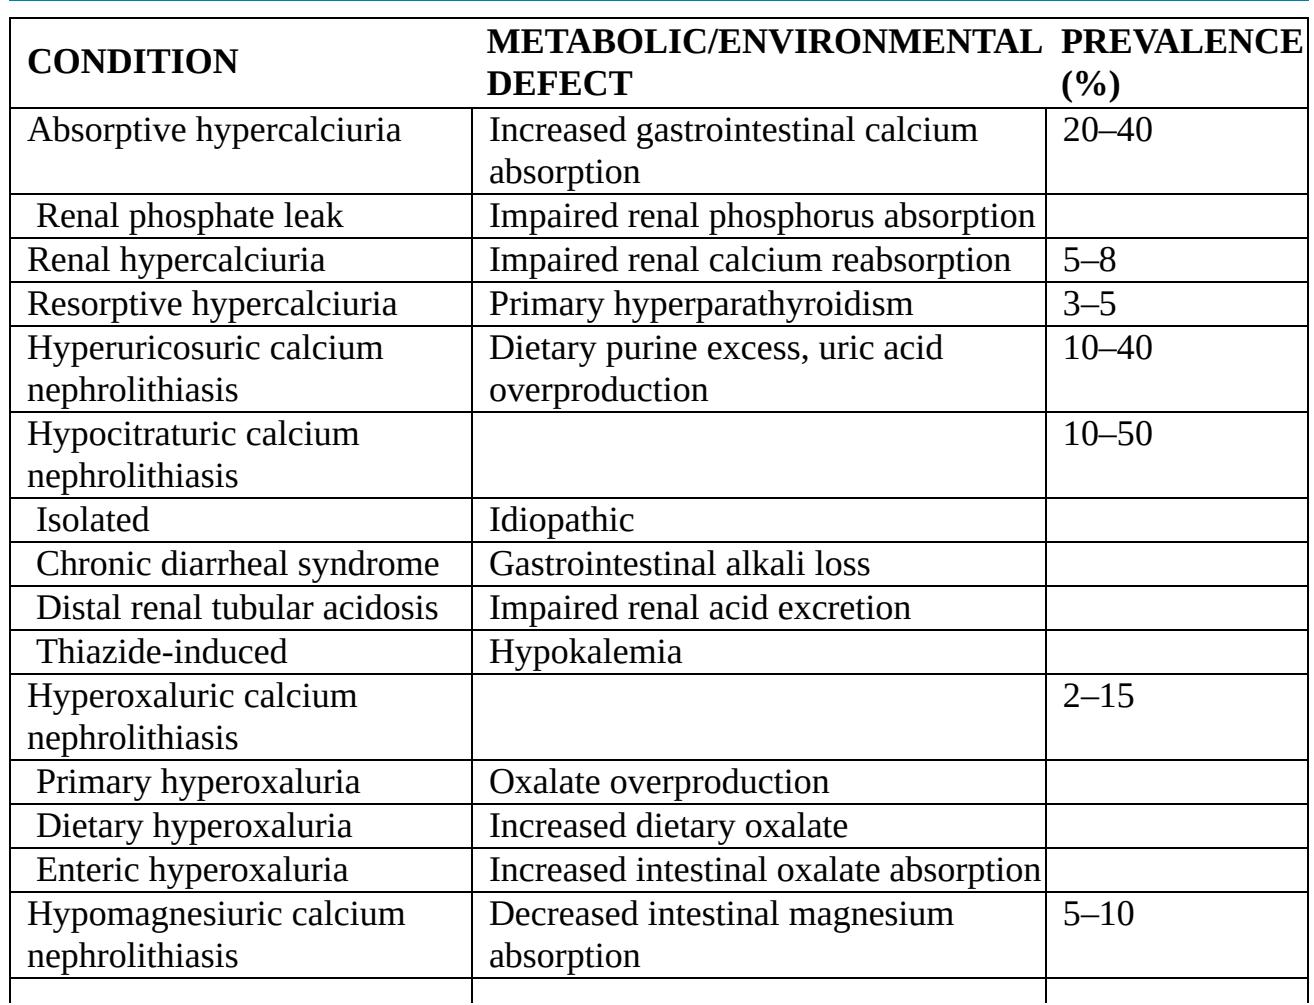 CONDITION
METABOLIC/ENVIRONMENTAL
DEFECT
PREVALENCE
(%)
Absorptive hypercalciuria
Increased gastrointestinal calcium
absorption
20–40
Renal phosphate leak
Impaired renal phosphorus absorption
Renal hypercalciuria
Impaired renal calcium reabsorption
5–8
Resorptive hypercalciuria
Primary hyperparathyroidism
3–5
Hyperuricosuric calcium
nephrolithiasis
Dietary purine excess, uric acid
overproduction
10–40
Hypocitraturic calcium
nephrolithiasis
10–50
Isolated
Idiopathic
Chronic diarrheal syndrome
Gastrointestinal alkali loss
Distal renal tubular acidosis
Impaired renal acid excretion
Thiazide-induced
Hypokalemia
Hyperoxaluric calcium
nephrolithiasis
2–15
Primary hyperoxaluria
Oxalate overproduction
Dietary hyperoxaluria
Increased dietary oxalate
Enteric hyperoxaluria
Increased intestinal oxalate absorption
Hypomagnesiuric calcium
nephrolithiasis
Decreased intestinal magnesium
absorption
5–10